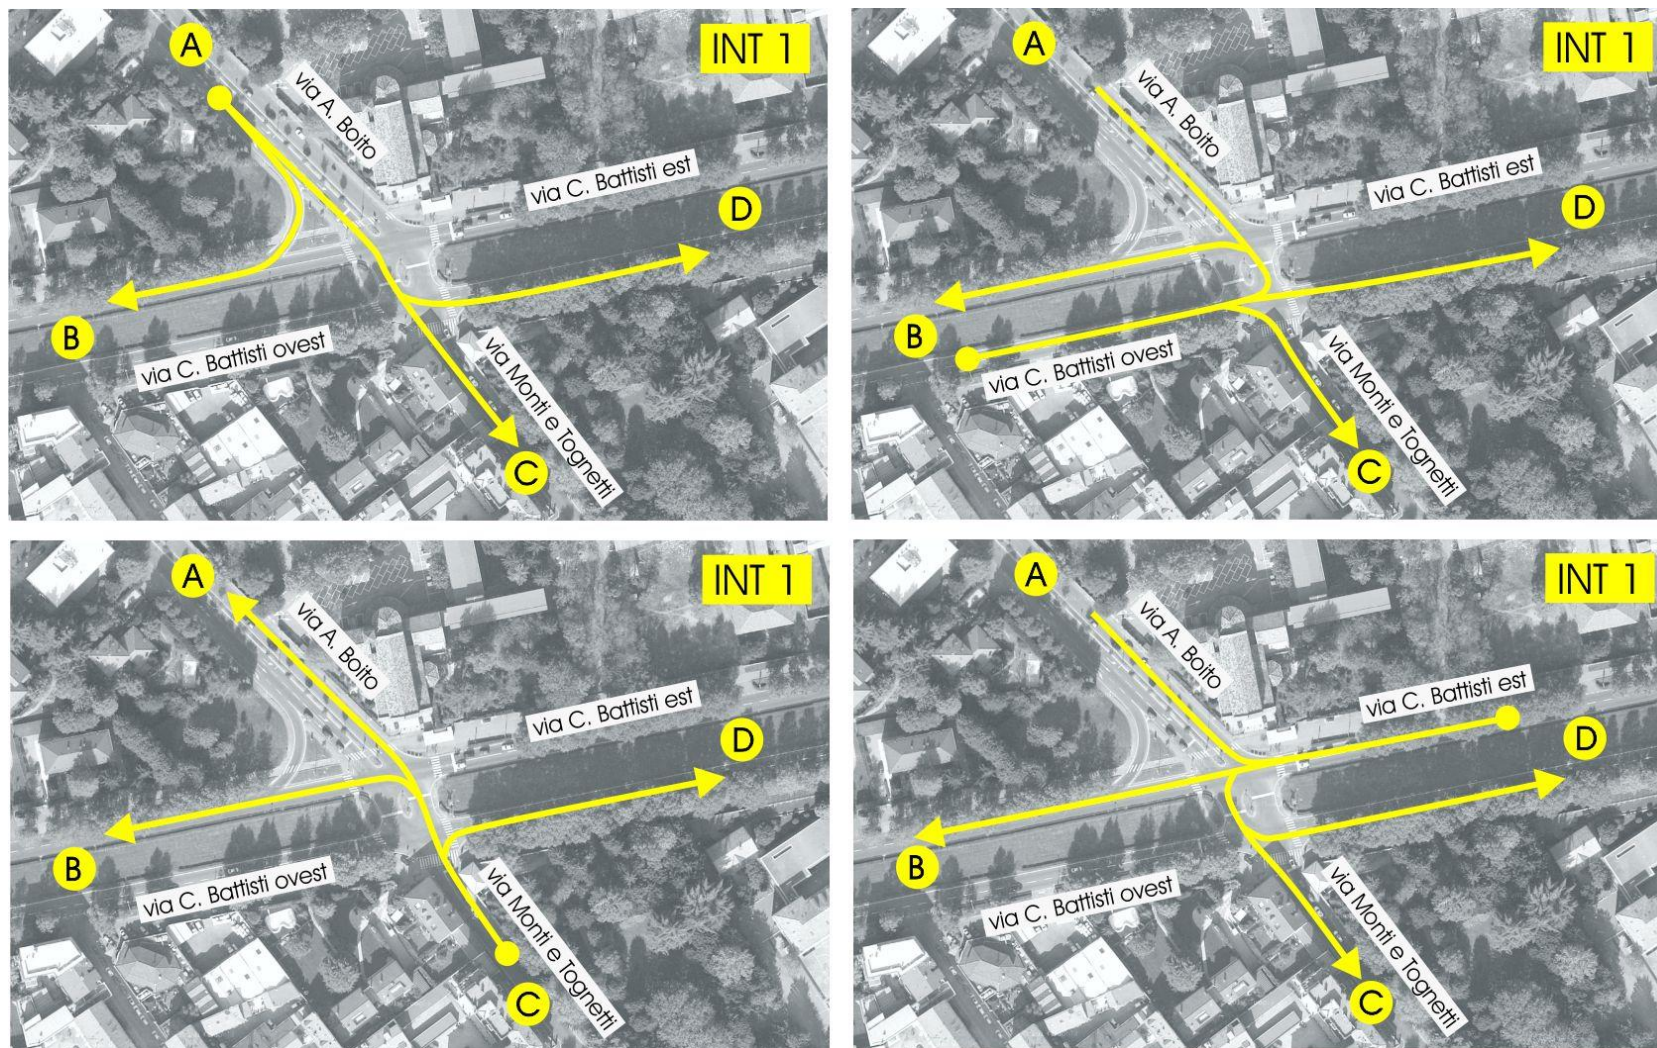 A
INT 1
via A. Boito
via C. Battisti est
D
B
via C. Battisti ovest
via Monti e Tognetti
C
A
INT 1
via A. Boito
via C. Battisti est
D
B
via C. Battisti ovest
via Monti e Tognetti
C
A
INT 1
via A. Boito
via C. Battisti est
D
B
via C. Battisti ovest
via Monti e Tognetti
C
A
INT 1
via A. Boito
via C. Battisti est
D
B
via C. Battisti ovest
via Monti e Tognetti
C